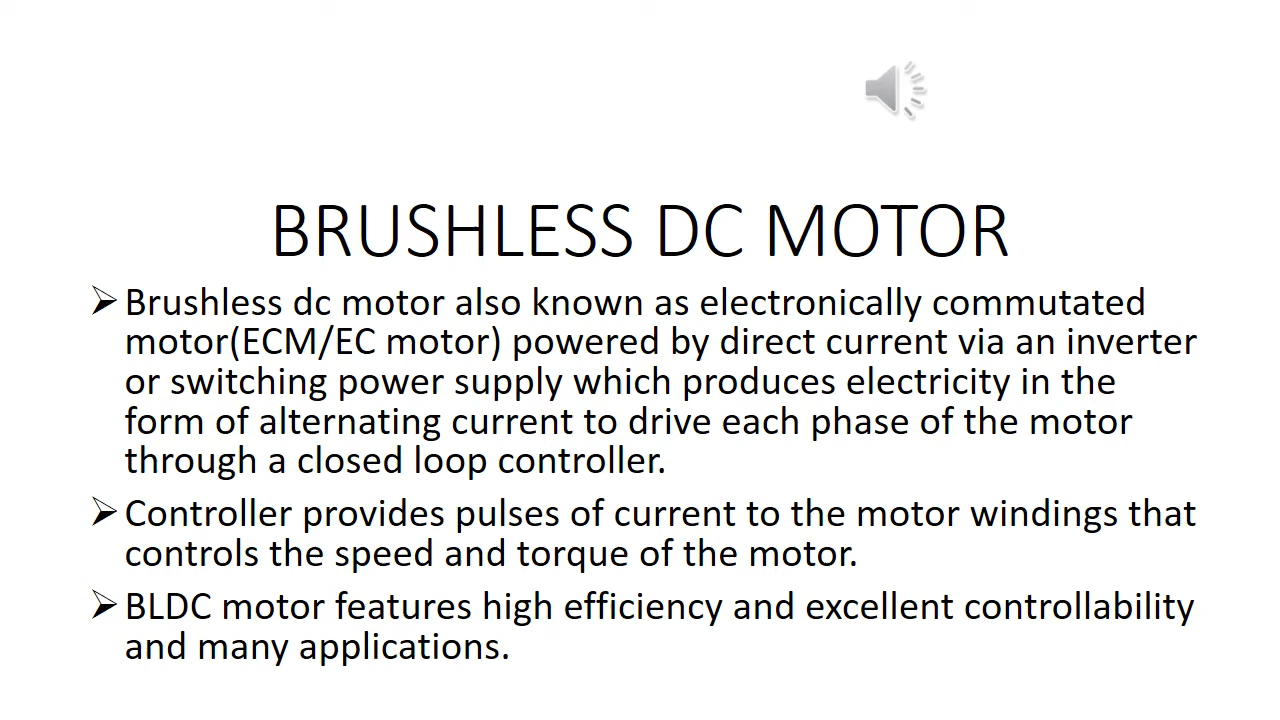 BRUSHLESS DC MOTOR
➢Brushless dc motor also known as electronically commutated
motor(ECM/EC motor) powered by direct current via an inverter
or switching power supply which produces electricity in the
form of alternating current to drive each phase of the motor
through a closed loop controller.
➢Controller provides pulses of current to the motor windings that
controls the speed and torque of the motor.
➢BLDC motor features high efficiency and excellent controllability
and many applications.